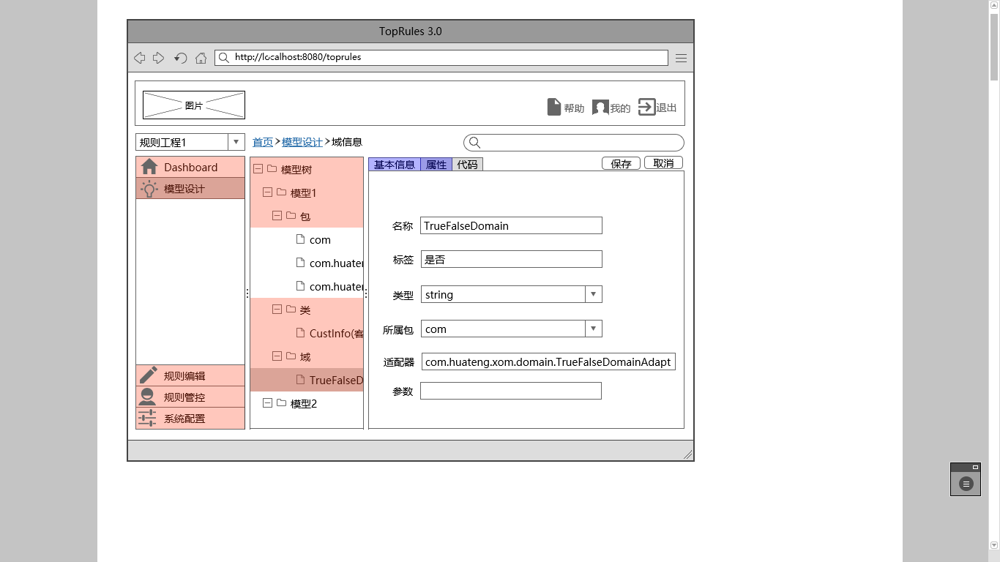 TopRules 3.0
http://localhost:8080/toprules
图片
帮助
我的
退出
规则工程1
首页>模型设计>域信息
Dashboard
模型设计
规则编辑
规则管控
系统配置
模型树
模型1
包
com
com.huaten
com.huaten
类
CustInfo(客
域
TrueFalseD
模型2
基本信息
属性
代码
保存
取消
名称 TrueFalseDomain
标签 是否
类型 string
所属包 com
适配器 com.huateng.xom.domain.TrueFalseDomainAdapt
参数